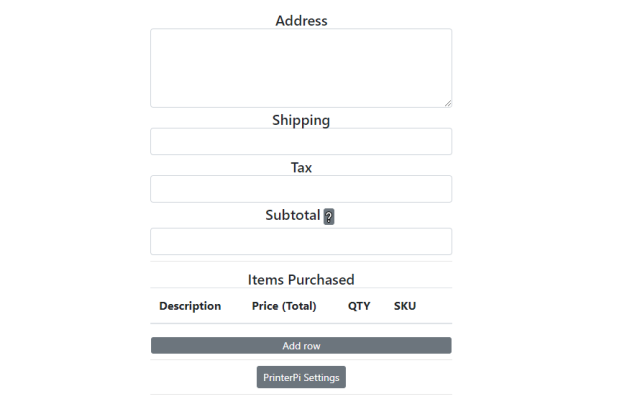 Address
Shipping
Tax
Subtotal ?
Items Purchased
Description Price (Total) QTY SKU
Add row
PrinterPi Settings